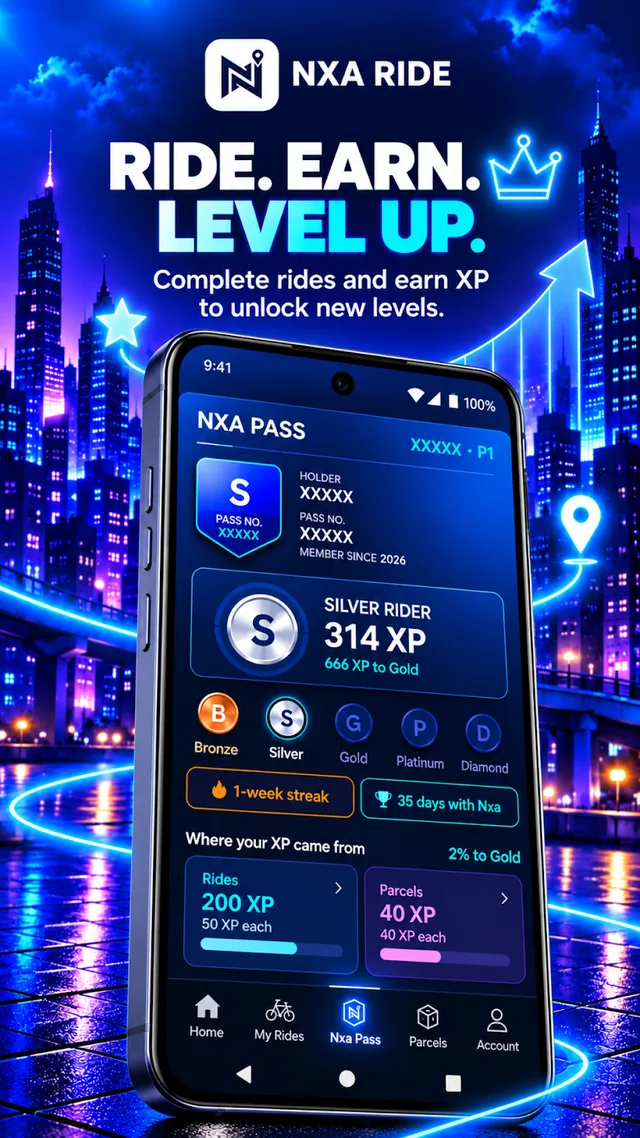 NXA RIDE
RIDE. EARN.
LEVEL UP.
Complete rides and earn XP
to unlock new levels.
9:41
100%
NXA PASS
XXXXX · P1
S
PASS NO.
XXXXX
HOLDER
XXXXX
PASS NO.
XXXXX
MEMBER SINCE 2026
S
SILVER RIDER
314 XP
666 XP to Gold
B
S
G
P
D
Bronze
Silver
Gold
Platinum
Diamond
1-week streak
35 days with Nxa
Where your XP came from
2% to Gold
Rides
200 XP
50 XP each
Parcels
40 XP
40 XP each
Home
My Rides
Nxa Pass
Parcels
Account